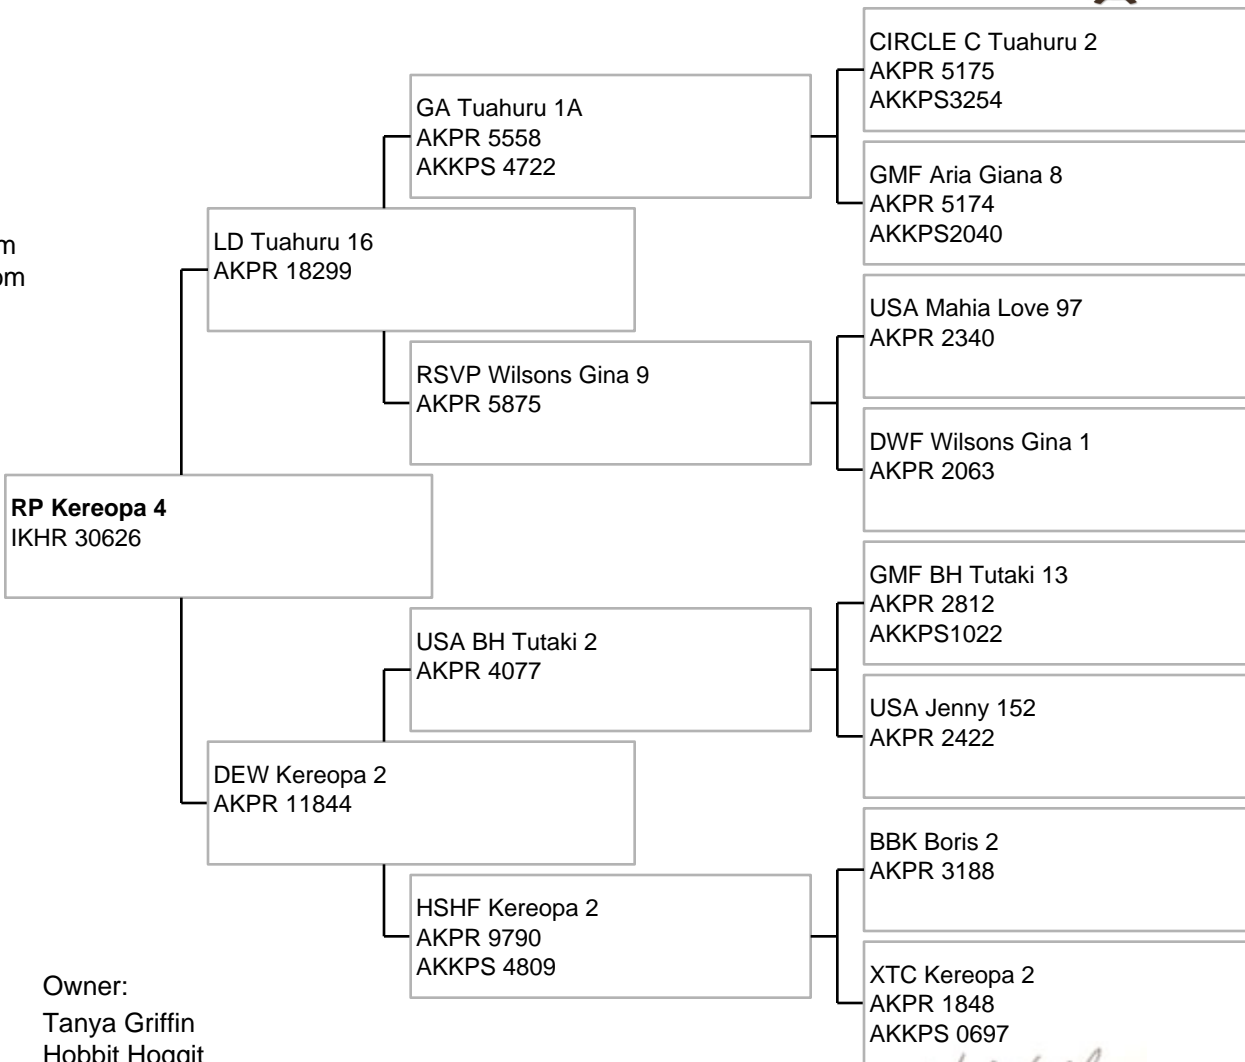 CIRCLE C Tuahuru 2
AKPR 5175
AKKPS3254
GA Tuahuru 1A
AKPR 5558
AKKPS 4722
GMF Aria Giana 8
AKPR 5174
AKKPS2040
LD Tuahuru 16
AKPR 18299
USA Mahia Love 97
AKPR 2340
RSVP Wilsons Gina 9
AKPR 5875
DWF Wilsons Gina 1
AKPR 2063
RP Kereopa 4
IKHR 30626
GMF BH Tutaki 13
AKPR 2812
AKKPS1022
USA BH Tutaki 2
AKPR 4077
USA Jenny 152
AKPR 2422
DEW Kereopa 2
AKPR 11844
BBK Boris 2
AKPR 3188
HSHF Kereopa 2
AKPR 9790
AKKPS 4809
XTC Kereopa 2
AKPR 1848
AKKPS 0697
Owner:
Tanya Griffin
Hobbit Hoggit